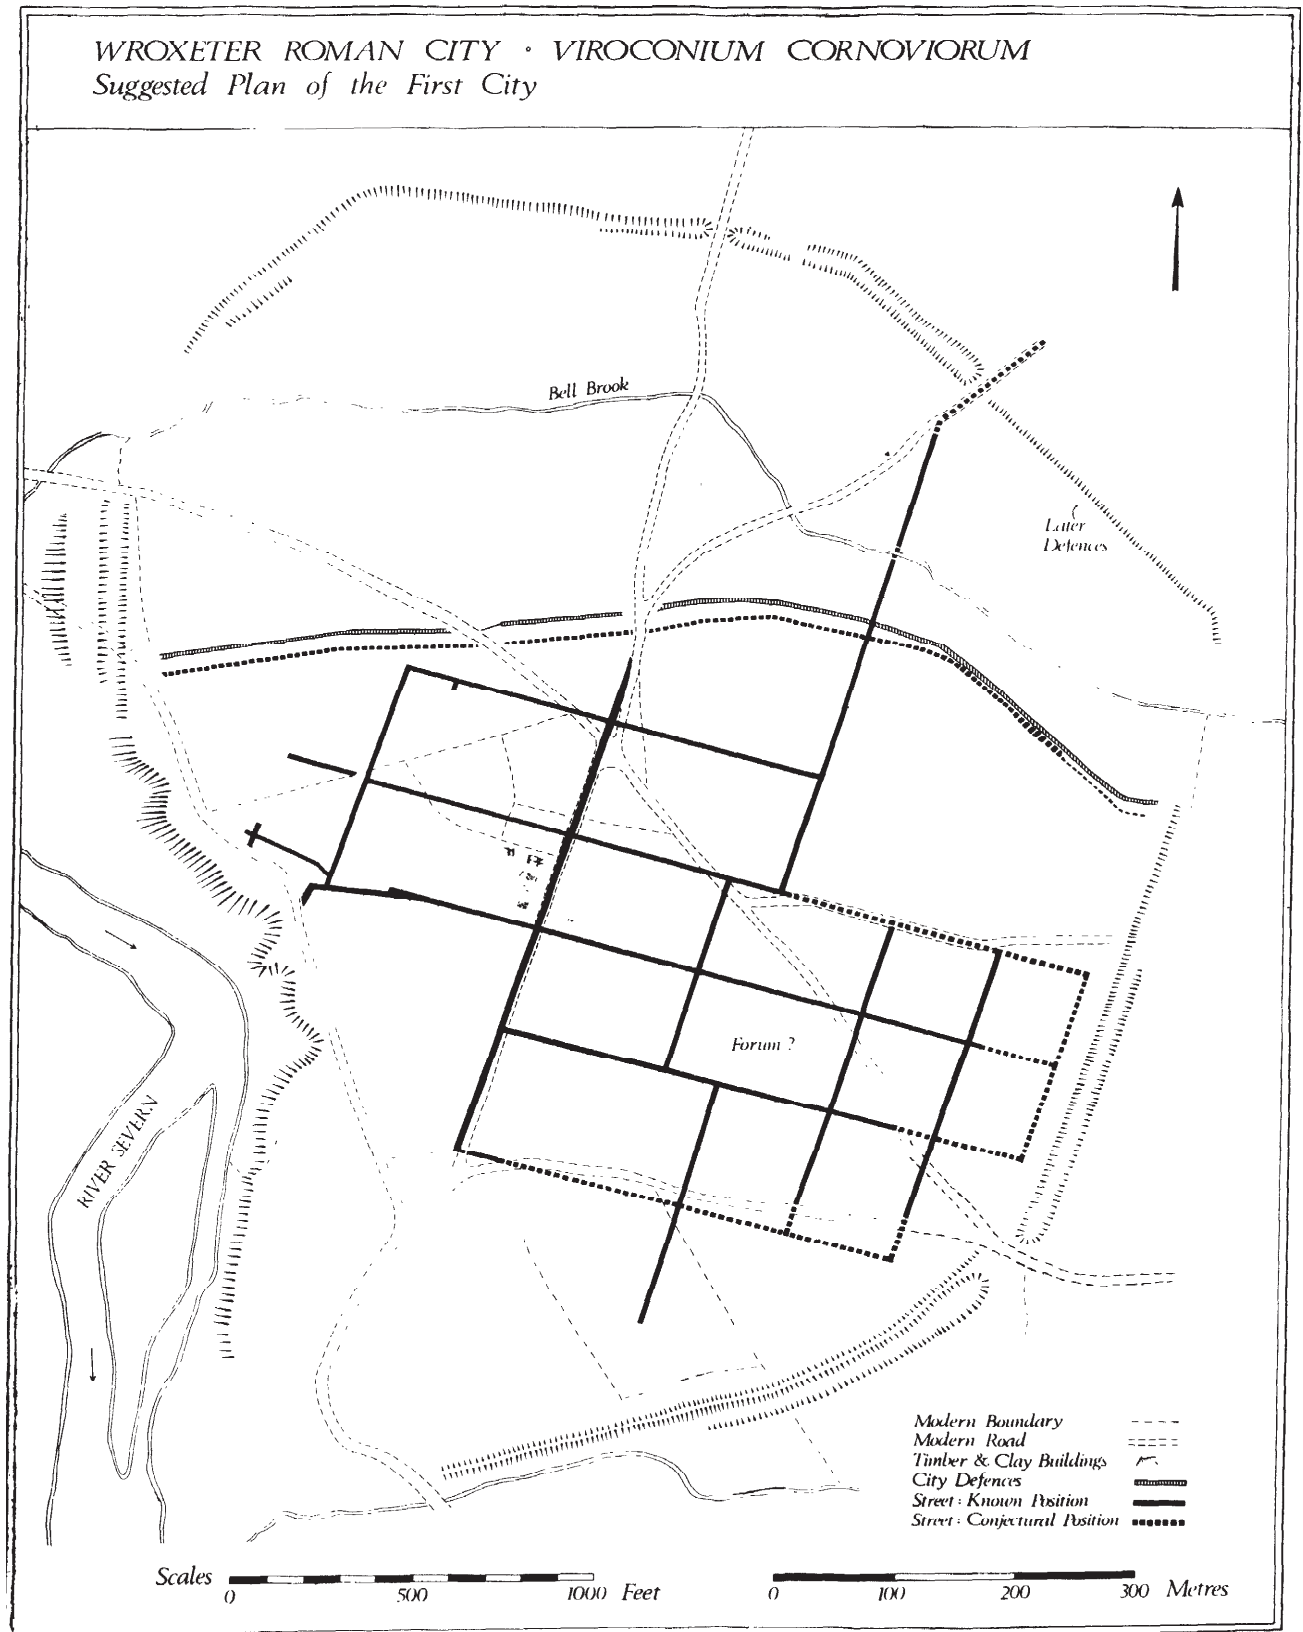 WROXETER ROMAN CITY · VIROCONIUM CORNOVIORUM
Suggested Plan of the First City
Bell Brook
Later
Defences
Forum ?
RIVER SEVERN
Modern Boundary
Modern Road
Timber & Clay Buildings
City Defences
Street : Known Position
Street : Conjectural Position
Scales 0 500 1000 Feet
0 100 200 300 Metres